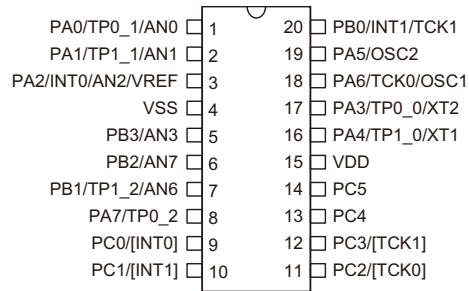 PA0/TP0_1/AN0 1 20 PB0/INT1/TCK1
PA1/TP1_1/AN1 2 19 PA5/OSC2
PA2/INT0/AN2/VREF 3 18 PA6/TCK0/OSC1
VSS 4 17 PA3/TP0_0/XT2
PB3/AN3 5 16 PA4/TP1_0/XT1
PB2/AN7 6 15 VDD
PB1/TP1_2/AN6 7 14 PC5
PA7/TP0_2 8 13 PC4
PC0/[INT0] 9 12 PC3/[TCK1]
PC1/[INT1] 10 11 PC2/[TCK0]